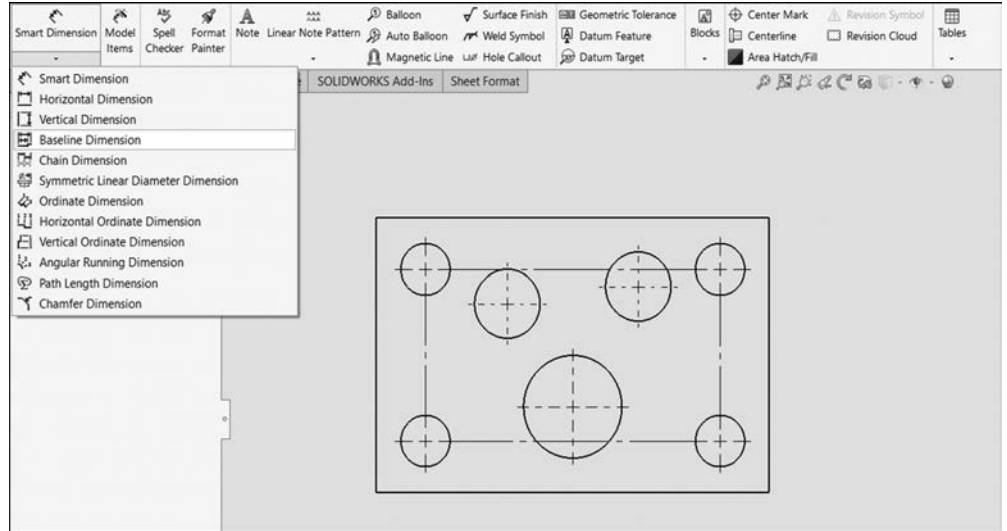 Smart Dimension Model Items Spell Checker Format Painter Note Linear Note Pattern Balloon Surface Finish Geometric Tolerance Blocks Center Mark Revision Symbol Tables
Auto Balloon Weld Symbol Datum Feature Centerline Revision Cloud
Magnetic Line Hole Callout Datum Target Area Hatch/Fill
SOLIDWORKS Add-Ins Sheet Format
Smart Dimension
Horizontal Dimension
Vertical Dimension
Baseline Dimension
Chain Dimension
Symmetric Linear Diameter Dimension
Ordinate Dimension
Horizontal Ordinate Dimension
Vertical Ordinate Dimension
Angular Running Dimension
Path Length Dimension
Chamfer Dimension